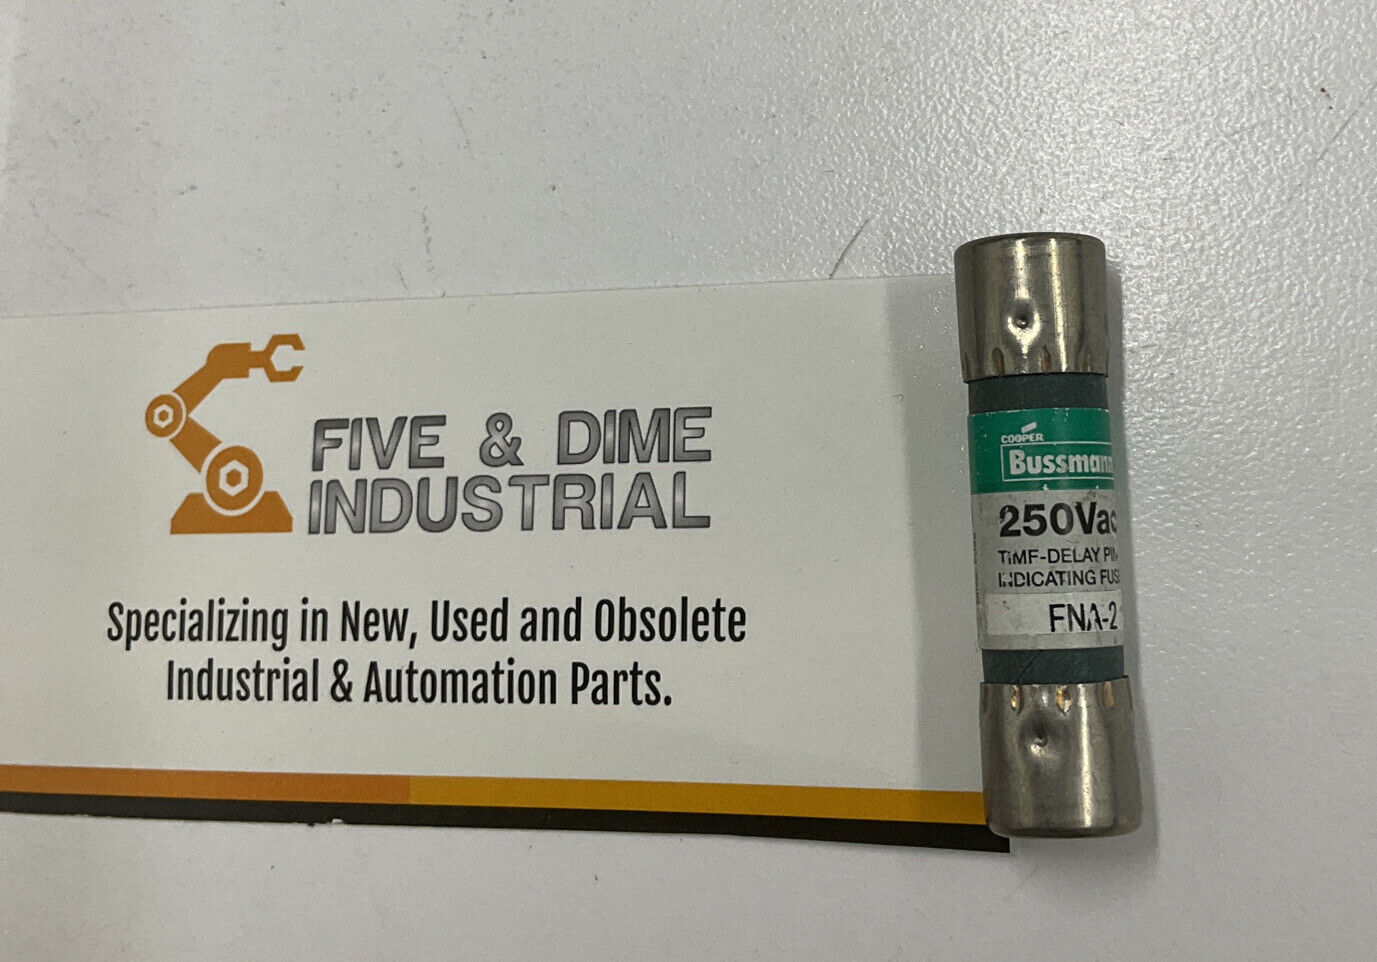 FIVE & DIME
INDUSTRIAL
Specializing in New, Used and Obsolete
Industrial & Automation Parts.
COOPER
Bussmann
250Vac
TIME-DELAY
INDICATING FUSE
FNA-2